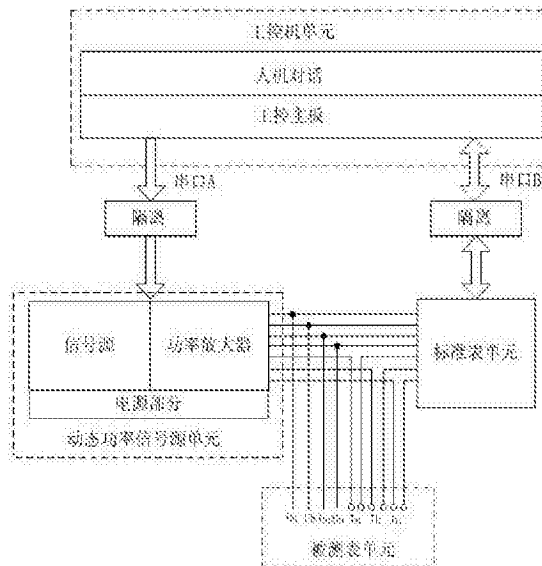 工控机单元
人机对话
工控主板
串口A
串口B
隔离
隔离
信号源
功率放大器
标准表单元
电源部分
动态功率信号源单元
被测表单元